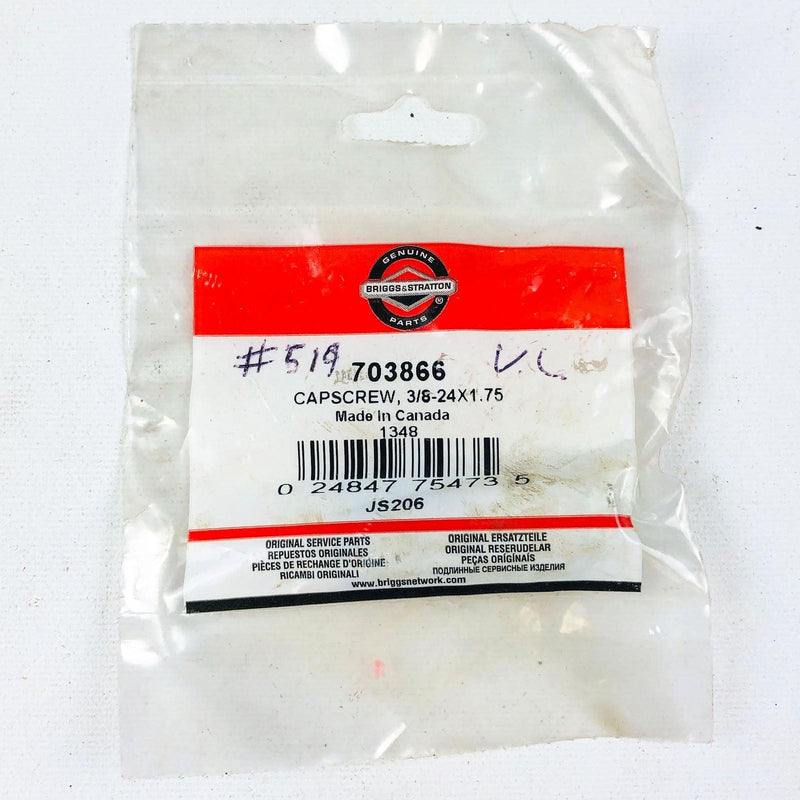 GENUINE
BRIGGS & STRATTON
®
PARTS
#519 703866 V.C
CAPSCREW, 3/8-24X1.75
Made In Canada
1348
0 24847 75473 5
JS206
ORIGINAL SERVICE PARTS
REPUESTOS ORIGINALES
PIÈCES DE RECHANGE D'ORIGINE
RICAMBI ORIGINALI
ORIGINAL ERSATZTEILE
ORIGINAL RESERUDELAR
PEÇAS ORIGÍNAIS
ПОДЛИННЫЕ СЕРВИСНЫЕ ИЗДЕЛИЯ
www.briggsnetwork.com